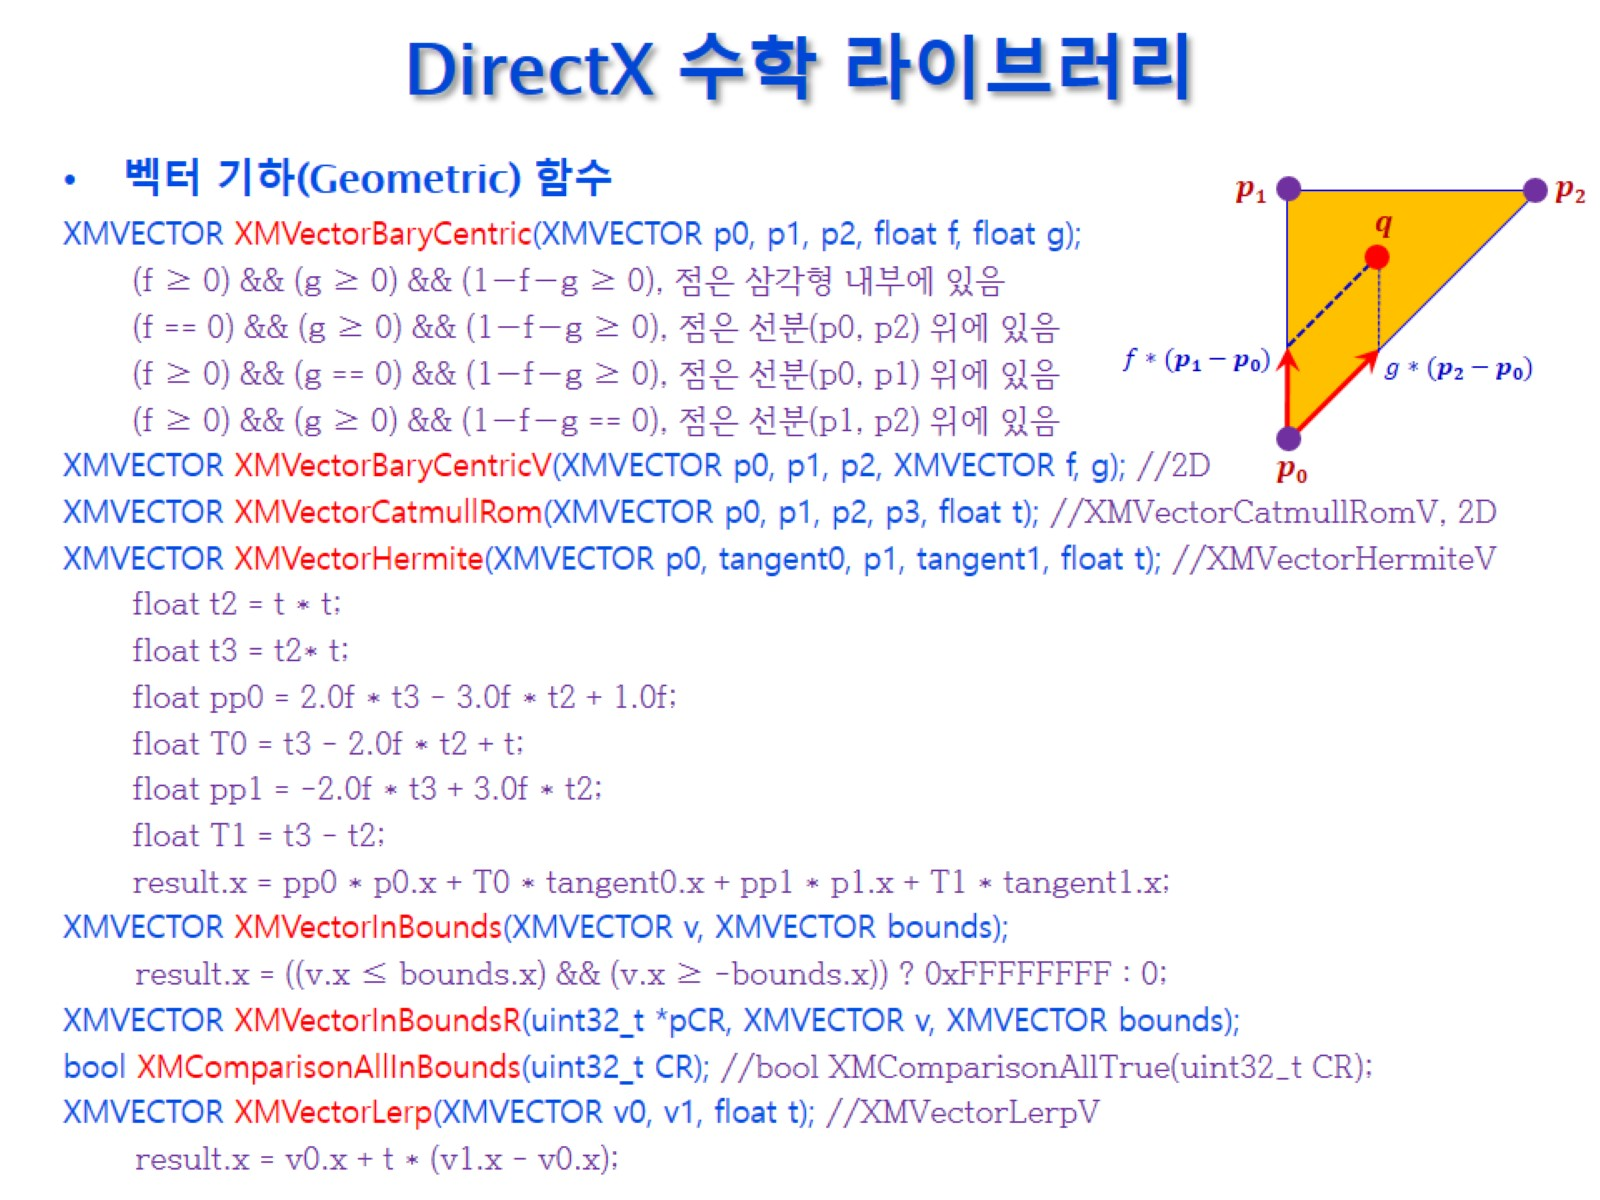 DirectX 수학 라이브러리
• 벡터 기하(Geometric) 함수
XMVECTOR XMVectorBaryCentric(XMVECTOR p0, p1, p2, float f, float g);
(f ≥ 0) && (g ≥ 0) && (1−f−g ≥ 0), 점은 삼각형 내부에 있음
(f == 0) && (g ≥ 0) && (1−f−g ≥ 0), 점은 선분(p0, p2) 위에 있음
(f ≥ 0) && (g == 0) && (1−f−g ≥ 0), 점은 선분(p0, p1) 위에 있음
(f ≥ 0) && (g ≥ 0) && (1−f−g == 0), 점은 선분(p1, p2) 위에 있음
p₁
p₂
q
f * (p₁ − p₀)
g * (p₂ − p₀)
p₀
XMVECTOR XMVectorBaryCentricV(XMVECTOR p0, p1, p2, XMVECTOR f, g); //2D
XMVECTOR XMVectorCatmullRom(XMVECTOR p0, p1, p2, p3, float t); //XMVectorCatmullRomV, 2D
XMVECTOR XMVectorHermite(XMVECTOR p0, tangent0, p1, tangent1, float t); //XMVectorHermiteV
float t2 = t * t;
float t3 = t2* t;
float pp0 = 2.0f * t3 - 3.0f * t2 + 1.0f;
float T0 = t3 - 2.0f * t2 + t;
float pp1 = -2.0f * t3 + 3.0f * t2;
float T1 = t3 - t2;
result.x = pp0 * p0.x + T0 * tangent0.x + pp1 * p1.x + T1 * tangent1.x;
XMVECTOR XMVectorInBounds(XMVECTOR v, XMVECTOR bounds);
result.x = ((v.x ≤ bounds.x) && (v.x ≥ -bounds.x)) ? 0xFFFFFFFF : 0;
XMVECTOR XMVectorInBoundsR(uint32_t *pCR, XMVECTOR v, XMVECTOR bounds);
bool XMComparisonAllInBounds(uint32_t CR); //bool XMComparisonAllTrue(uint32_t CR);
XMVECTOR XMVectorLerp(XMVECTOR v0, v1, float t); //XMVectorLerpV
result.x = v0.x + t * (v1.x - v0.x);